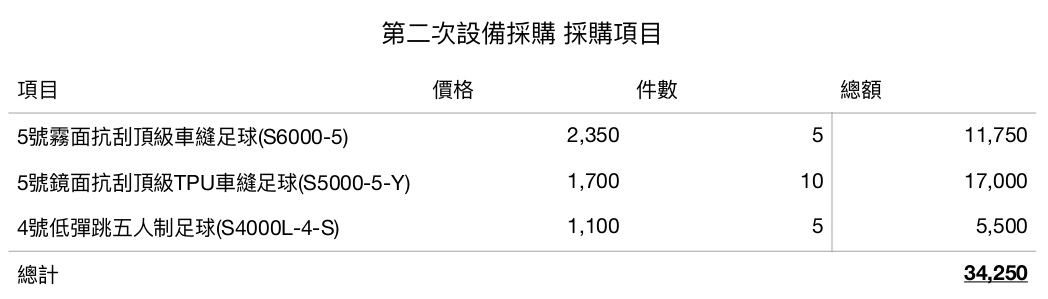 第二次設備採購 採購項目
項目 價格 件數 總額
5號霧面抗刮頂級車縫足球(S6000-5) 2,350 5 11,750
5號鏡面抗刮頂級TPU車縫足球(S5000-5-Y) 1,700 10 17,000
4號低彈跳五人制足球(S4000L-4-S) 1,100 5 5,500
總計 34,250